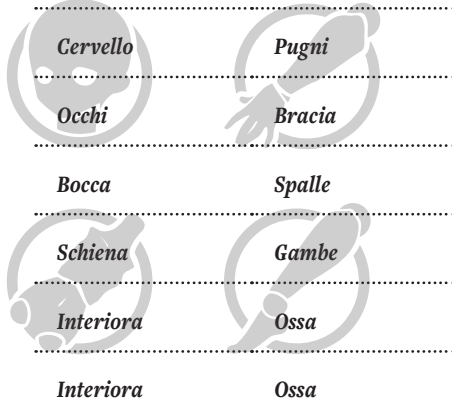 Cervello Pugni
Occhi Bracia
Bocca Spalle
Schiena Gambe
Interiora Ossa
Interiora Ossa